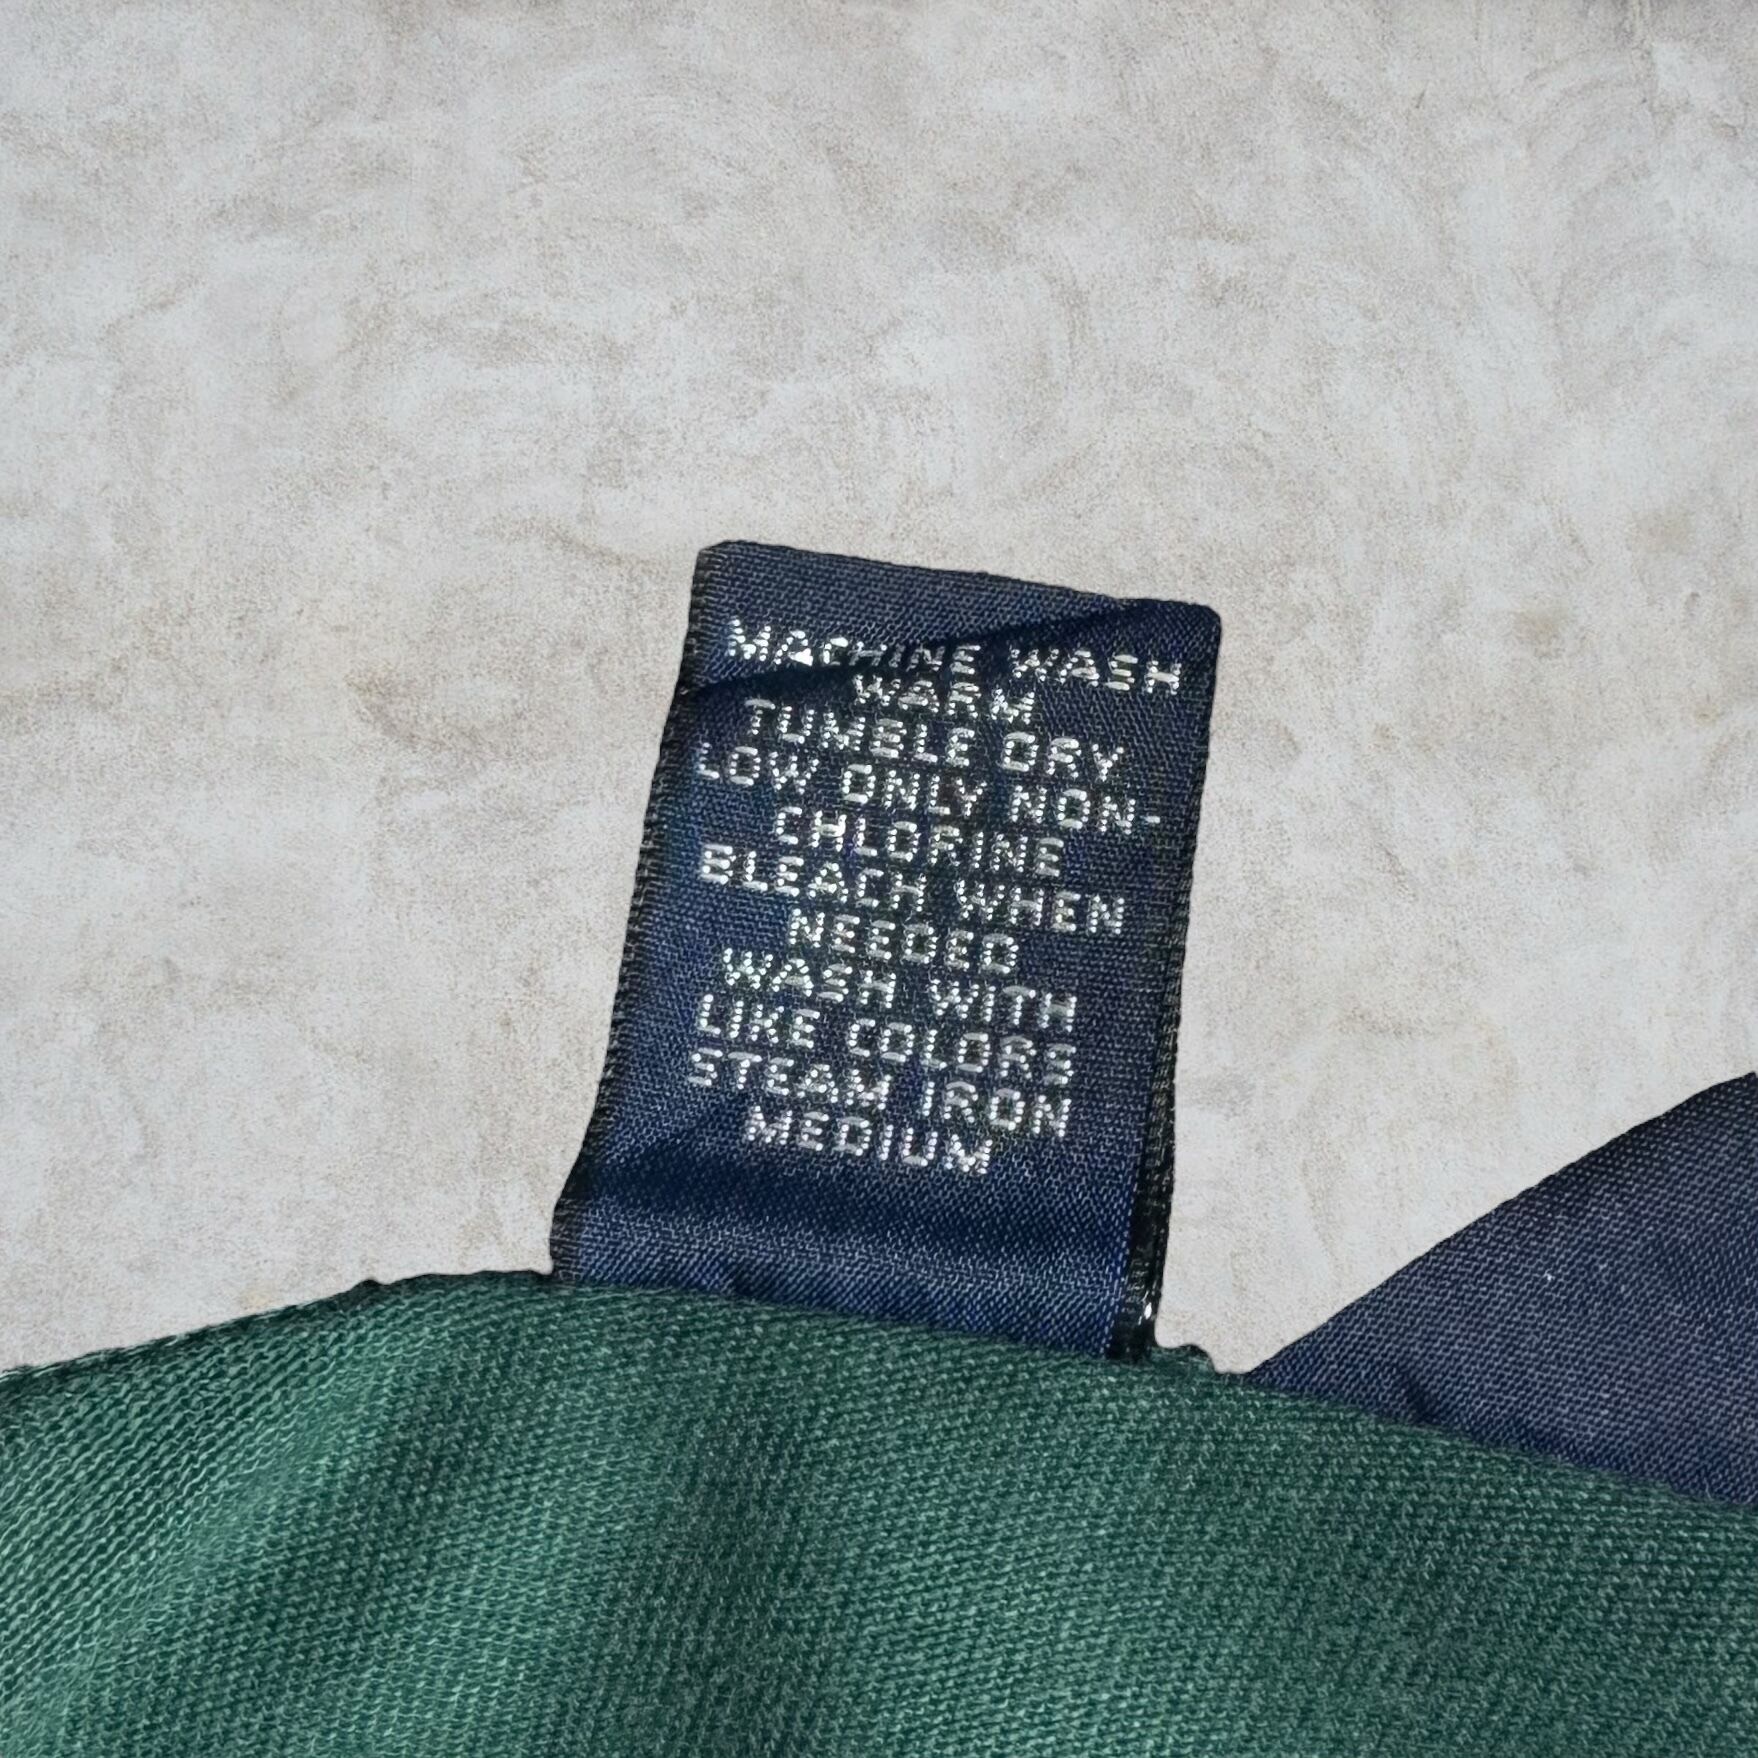 MACHINE WASH
WARM
TUMBLE DRY
LOW ONLY NON-
CHLORINE
BLEACH WHEN
NEEDED
WASH WITH
LIKE COLORS
STEAM IRON
MEDIUM